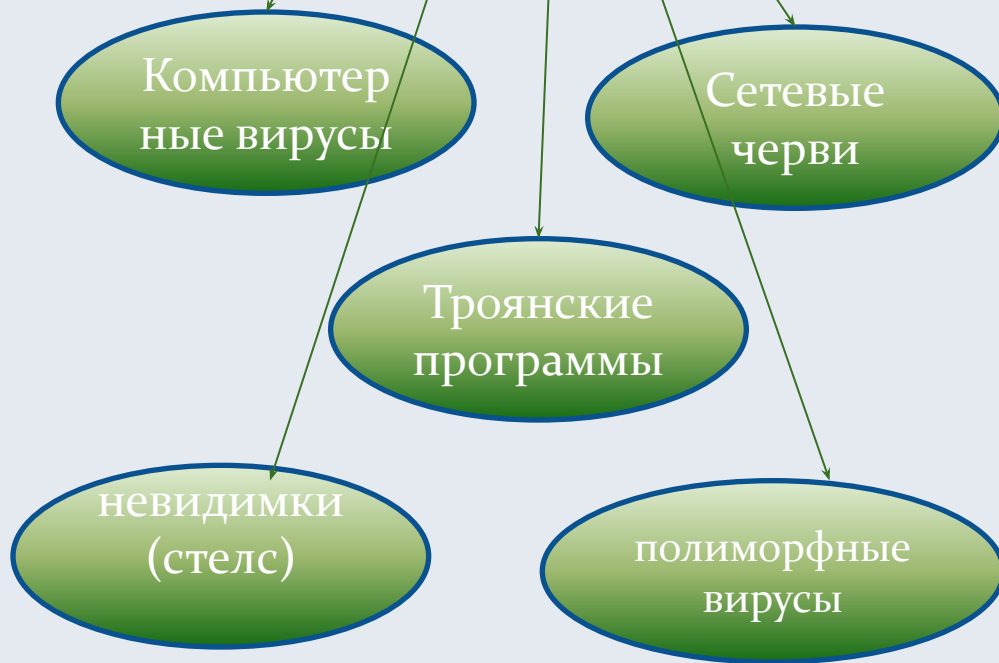 Компьютер
ные вирусы
Сетевые
черви
Троянские
программы
невидимки
(стелс)
полиморфные
вирусы